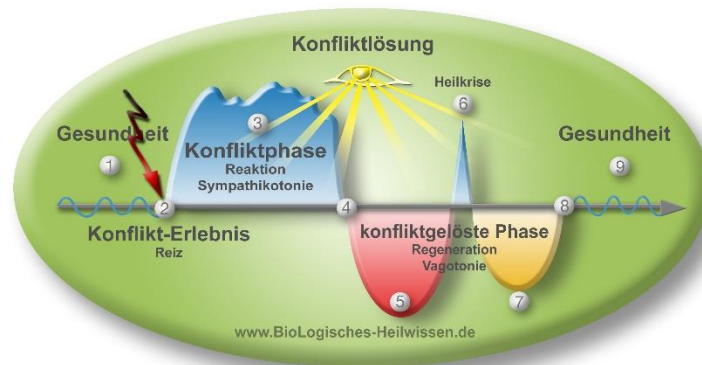 Konfliktlösung
Heilkrise
6
Gesundheit
1
3
Konfliktphase
Reaktion
Sympathikotonie
Gesundheit
9
2
4
8
Konflikt-Erlebnis
Reiz
konfliktgelöste Phase
Regeneration
Vagotonie
5
7
www.BioLogisches-Heilwissen.de